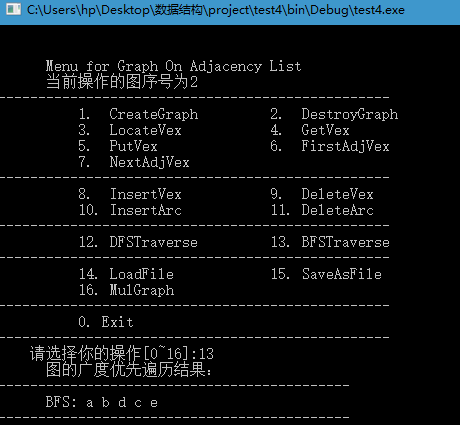 C:\Users\hp\Desktop\数据结构\project\test4\bin\Debug\test4.exe
Menu for Graph On Adjacency List
当前操作的图序号为2
--------------------------------------------------
1. CreateGraph 2. DestroyGraph
3. LocateVex 4. GetVex
5. PutVex 6. FirstAdjVex
7. NextAdjVex
--------------------------------------------------
8. InsertVex 9. DeleteVex
10. InsertArc 11. DeleteArc
--------------------------------------------------
12. DFSTraverse 13. BFSTraverse
--------------------------------------------------
14. LoadFile 15. SaveAsFile
16. MulGraph
--------------------------------------------------
0. Exit
--------------------------------------------------
请选择你的操作[0~16]:13
图的广度优先遍历结果：
---------------------------------------------
BFS: a b d c e
---------------------------------------------